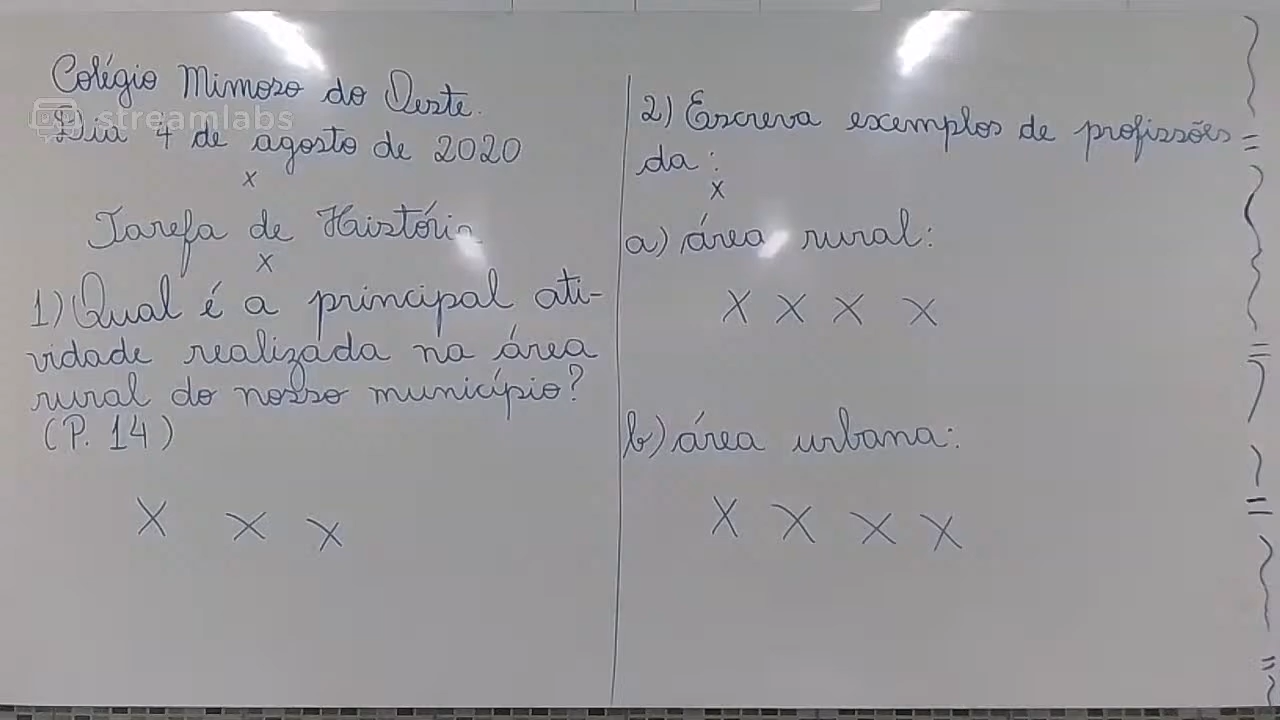 Colégio Mimoso do Oeste.
streamlabs
Dia 4 de agosto de 2020
x
Tarefa de História
x
1) Qual é a principal ati-
vidade realizada na área
rural do nosso município?
(P. 14)
X X X
2) Escreva exemplos de profissões
da:
x
a) área rural:
X X X X
b) área urbana:
X X X X